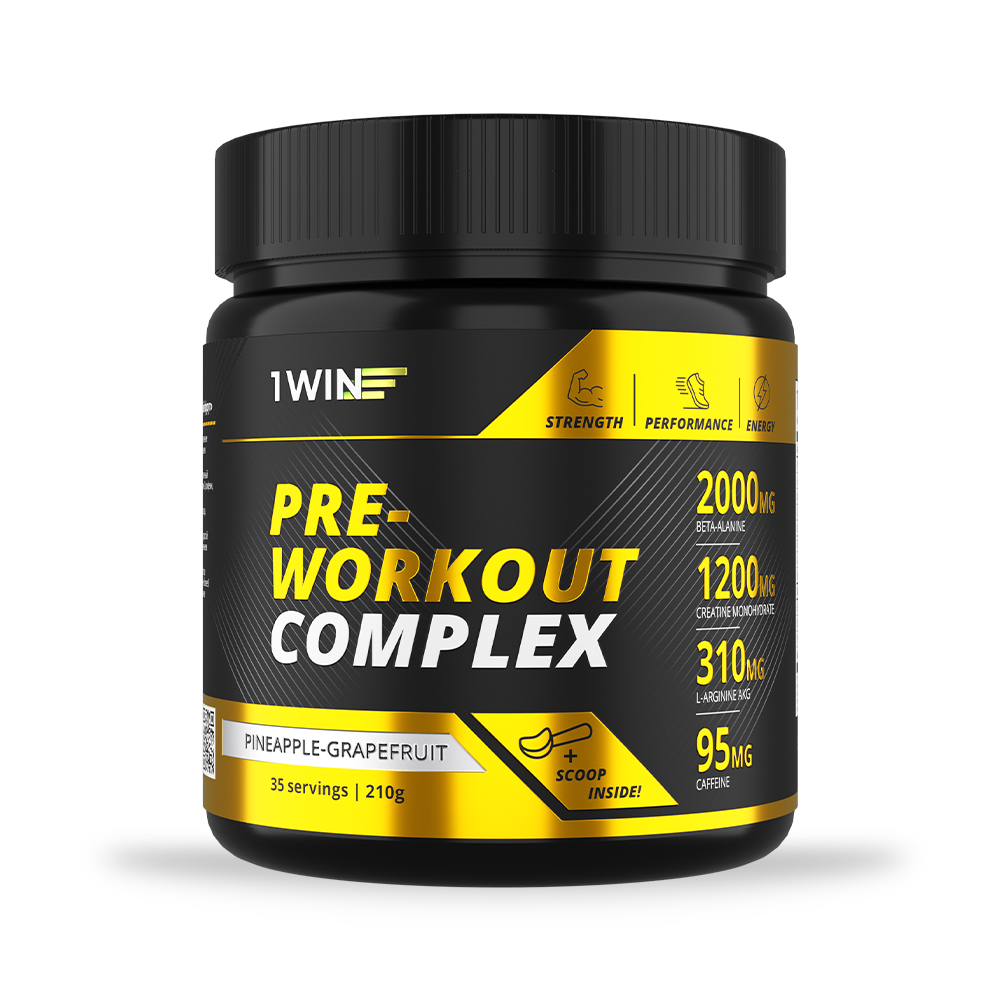 1WIN
STRENGTH
PERFORMANCE
ENERGY
PRE-
WORKOUT
COMPLEX
2000MG
BETA-ALANINE
1200MG
CREATINE MONOHYDRATE
310MG
L-ARGININE AKG
95MG
CAFFEINE
PINEAPPLE-GRAPEFRUIT
35 servings | 210g
+
SCOOP
INSIDE!